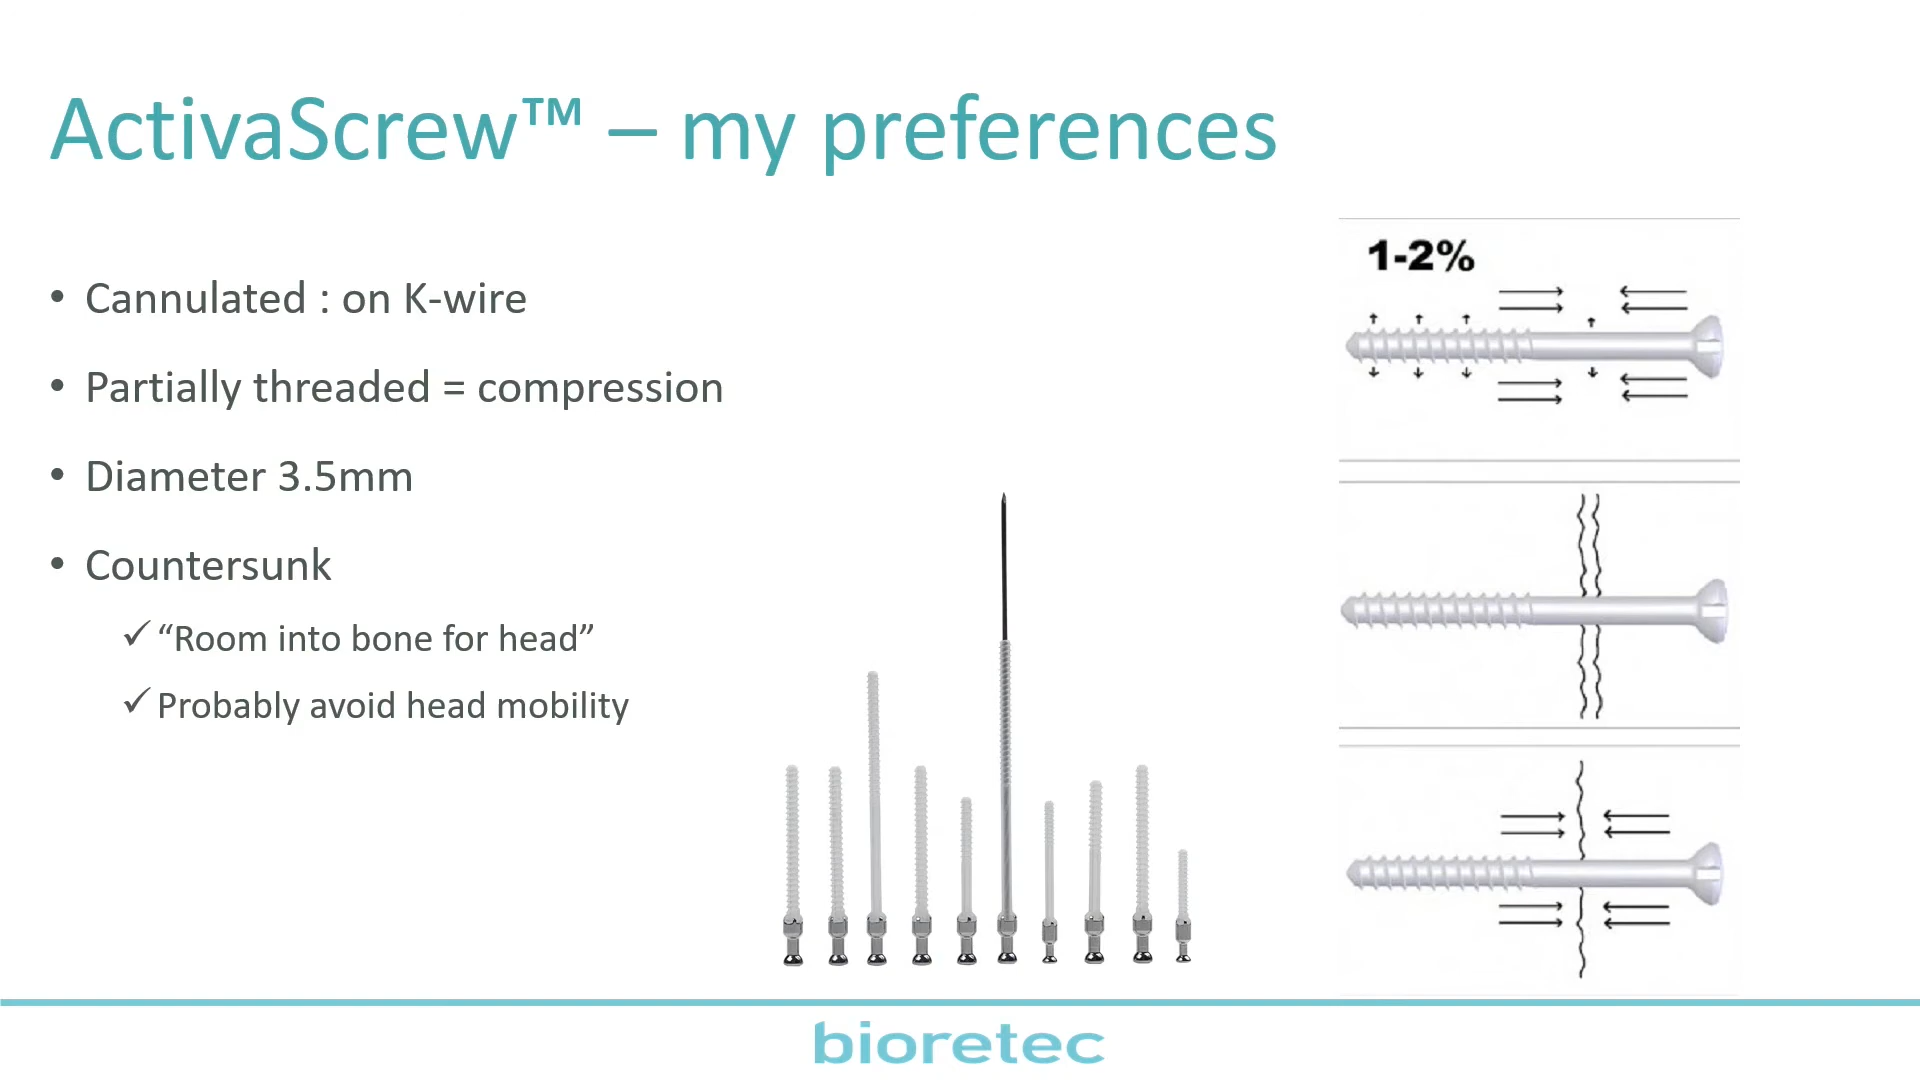 ActivaScrew™ – my preferences
• Cannulated : on K-wire
• Partially threaded = compression
• Diameter 3.5mm
• Countersunk
✓ “Room into bone for head”
✓ Probably avoid head mobility
1-2%
bioretec